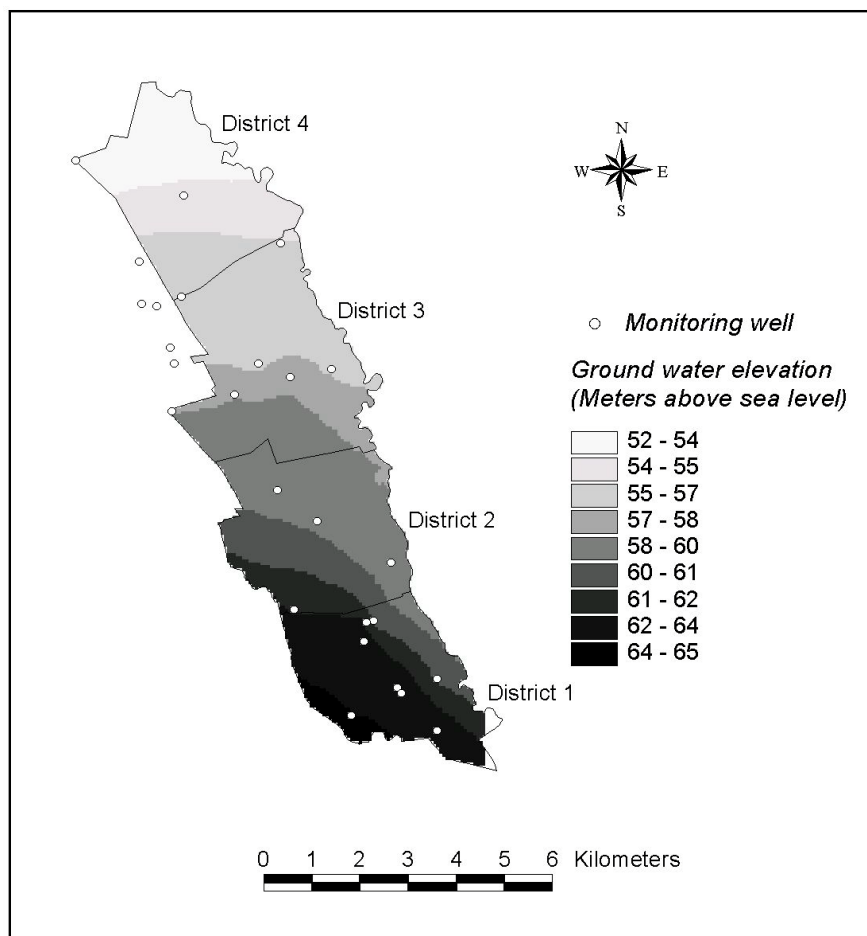 District 4
N
W E
S
District 3
Monitoring well
Ground water elevation
(Meters above sea level)
52 - 54
54 - 55
55 - 57
57 - 58
58 - 60
60 - 61
61 - 62
62 - 64
64 - 65
District 2
District 1
0 1 2 3 4 5 6 Kilometers